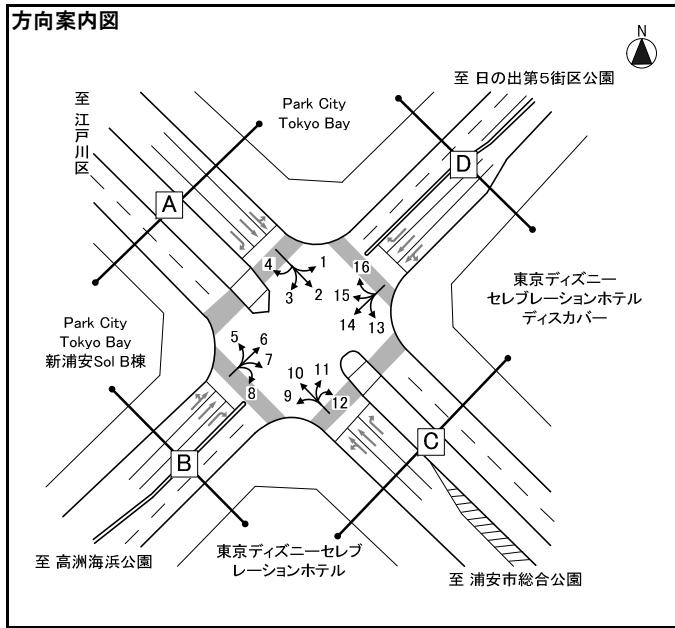 方向案内図
N
至 日の出第5街区公園
至 江戸川区
Park City
Tokyo Bay
D
A
1
4
16
3
2
15
東京ディズニー
セレブレーションホテル
ディスカバー
14
13
Park City
Tokyo Bay
新浦安Sol B棟
5
6
7
8
10
11
9
12
C
B
至 高洲海浜公園
東京ディズニーセレブ
レーションホテル
至 浦安市総合公園